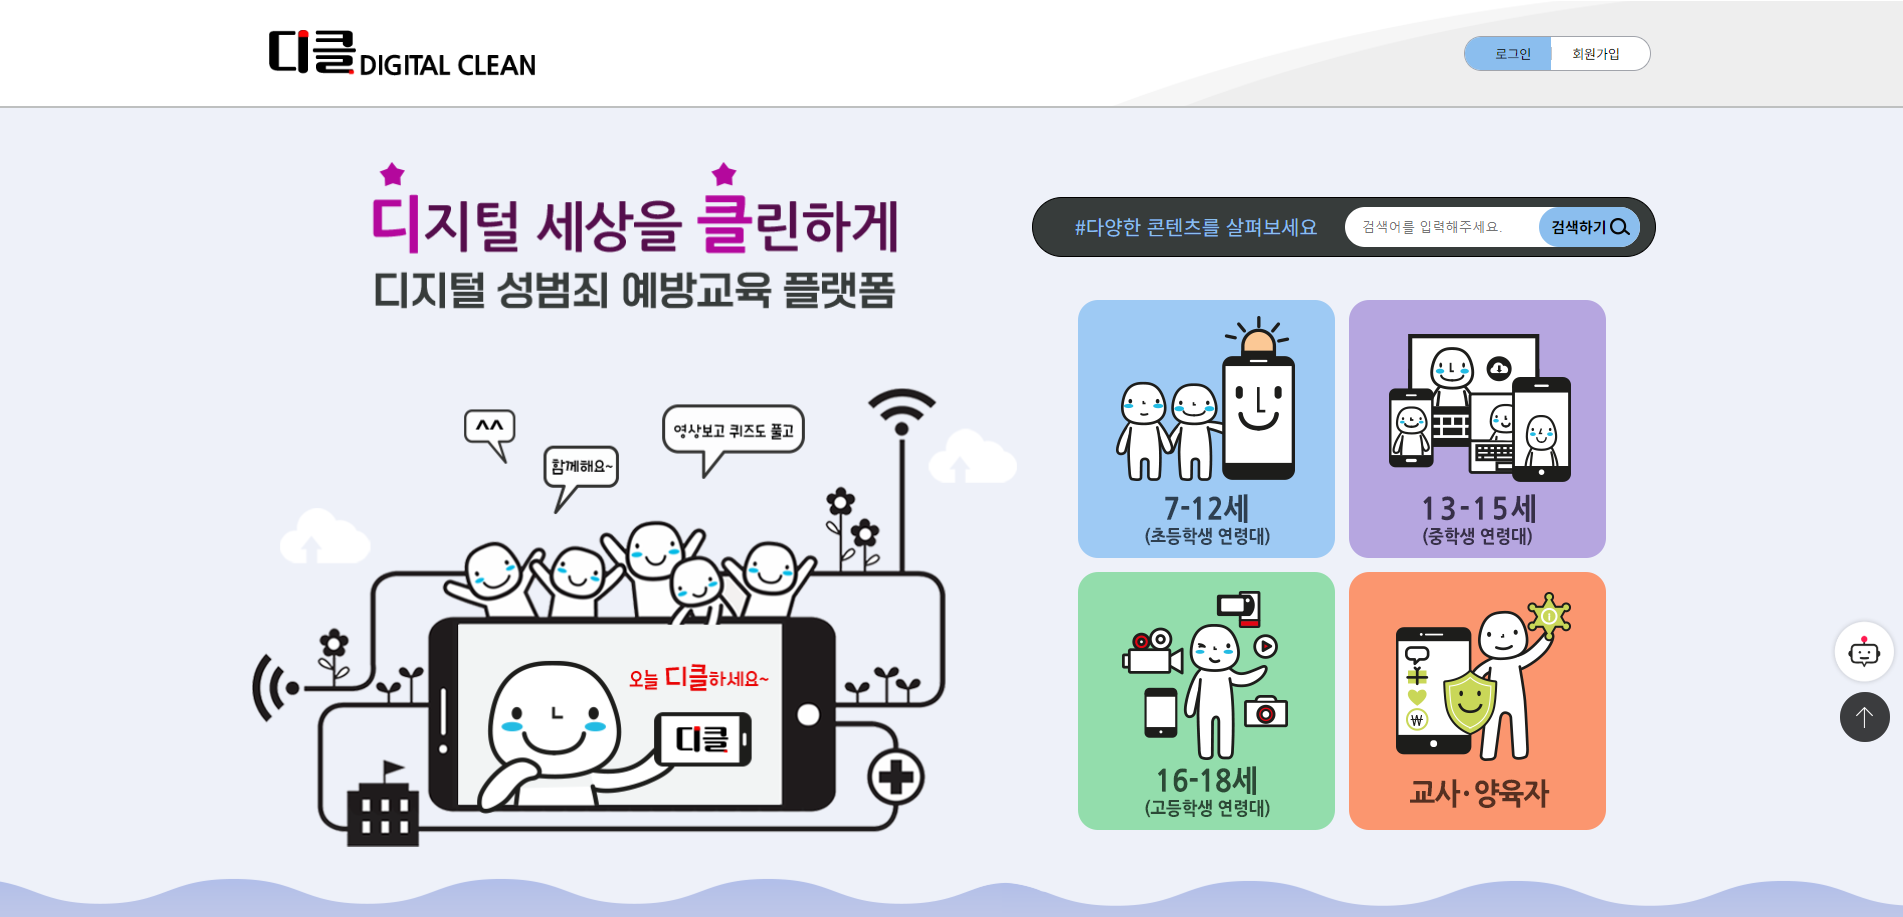 디클 DIGITAL CLEAN
로그인 회원가입
디지털 세상을 클린하게
디지털 성범죄 예방교육 플랫폼
#다양한 콘텐츠를 살펴보세요 검색어를 입력해주세요. 검색하기
^^
함께해요~
영상보고 퀴즈도 풀고
오늘 디클하세요~
디클
7-12세
(초등학생 연령대)
13-15세
(중학생 연령대)
16-18세
(고등학생 연령대)
₩
교사·양육자